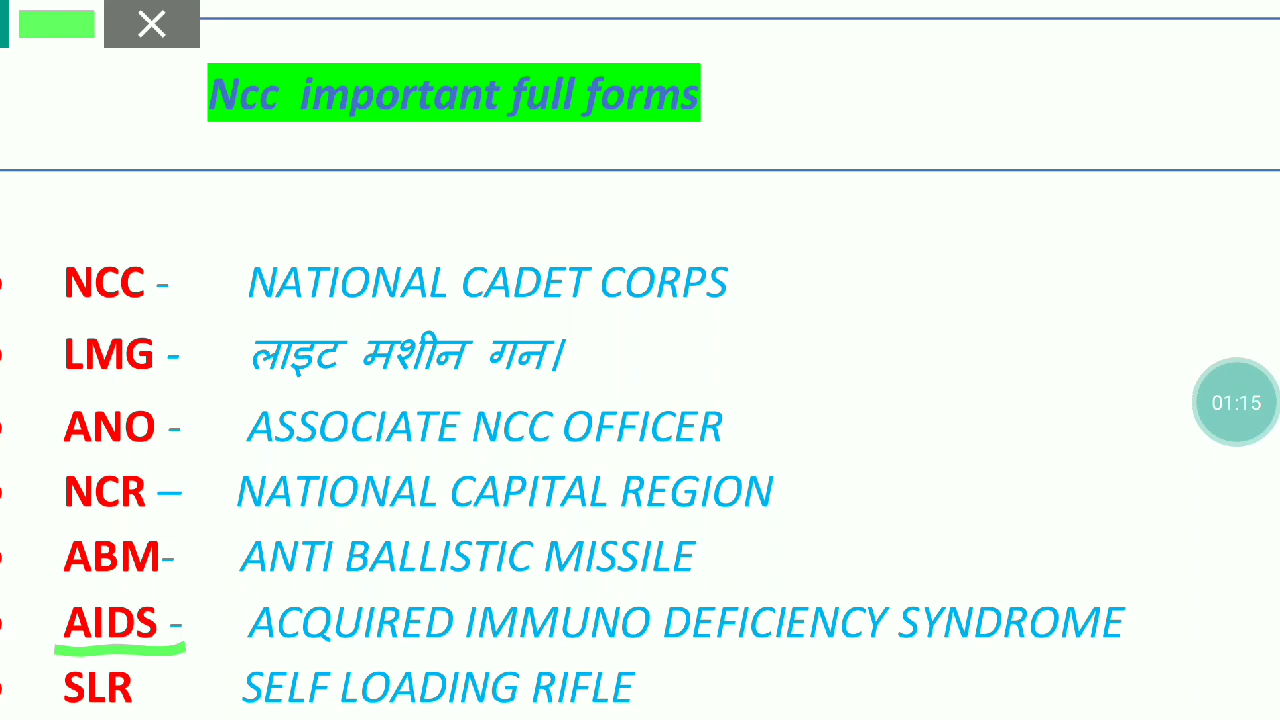 Ncc important full forms
NCC - NATIONAL CADET CORPS
LMG - लाइट मशीन गन।
ANO - ASSOCIATE NCC OFFICER
NCR – NATIONAL CAPITAL REGION
01:15
ABM- ANTI BALLISTIC MISSILE
AIDS - ACQUIRED IMMUNO DEFICIENCY SYNDROME
SLR SELF LOADING RIFLE